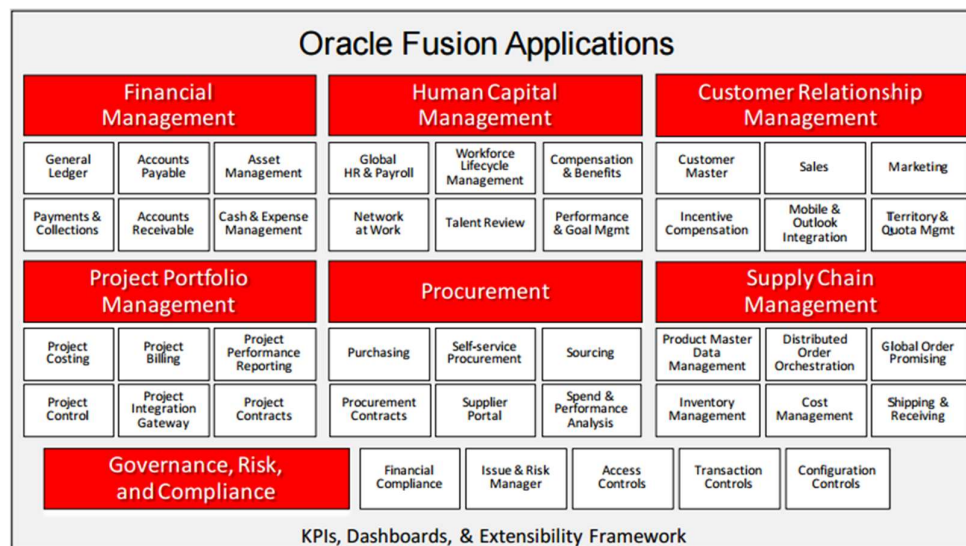 Oracle Fusion Applications
Financial
Management
Human Capital
Management
Customer Relationship
Management
General
Ledger
Accounts
Payable
Asset
Management
Global
HR & Payroll
Workforce
Lifecycle
Management
Compensation
& Benefits
Customer
Master
Sales
Marketing
Payments &
Collections
Accounts
Receivable
Cash & Expense
Management
Network
at Work
Talent Review
Performance
& Goal Mgmt
Incentive
Compensation
Mobile &
Outlook
Integration
Territory &
Quota Mgmt
Project Portfolio
Management
Procurement
Supply Chain
Management
Project
Costing
Project
Billing
Project
Performance
Reporting
Purchasing
Self-service
Procurement
Sourcing
Product Master
Data
Management
Distributed
Order
Orchestration
Global Order
Promising
Project
Control
Project
Integration
Gateway
Project
Contracts
Procurement
Contracts
Supplier
Portal
Spend &
Performance
Analysis
Inventory
Management
Cost
Management
Shipping &
Receiving
Governance, Risk,
and Compliance
Financial
Compliance
Issue & Risk
Manager
Access
Controls
Transaction
Controls
Configuration
Controls
KPIs, Dashboards, & Extensibility Framework